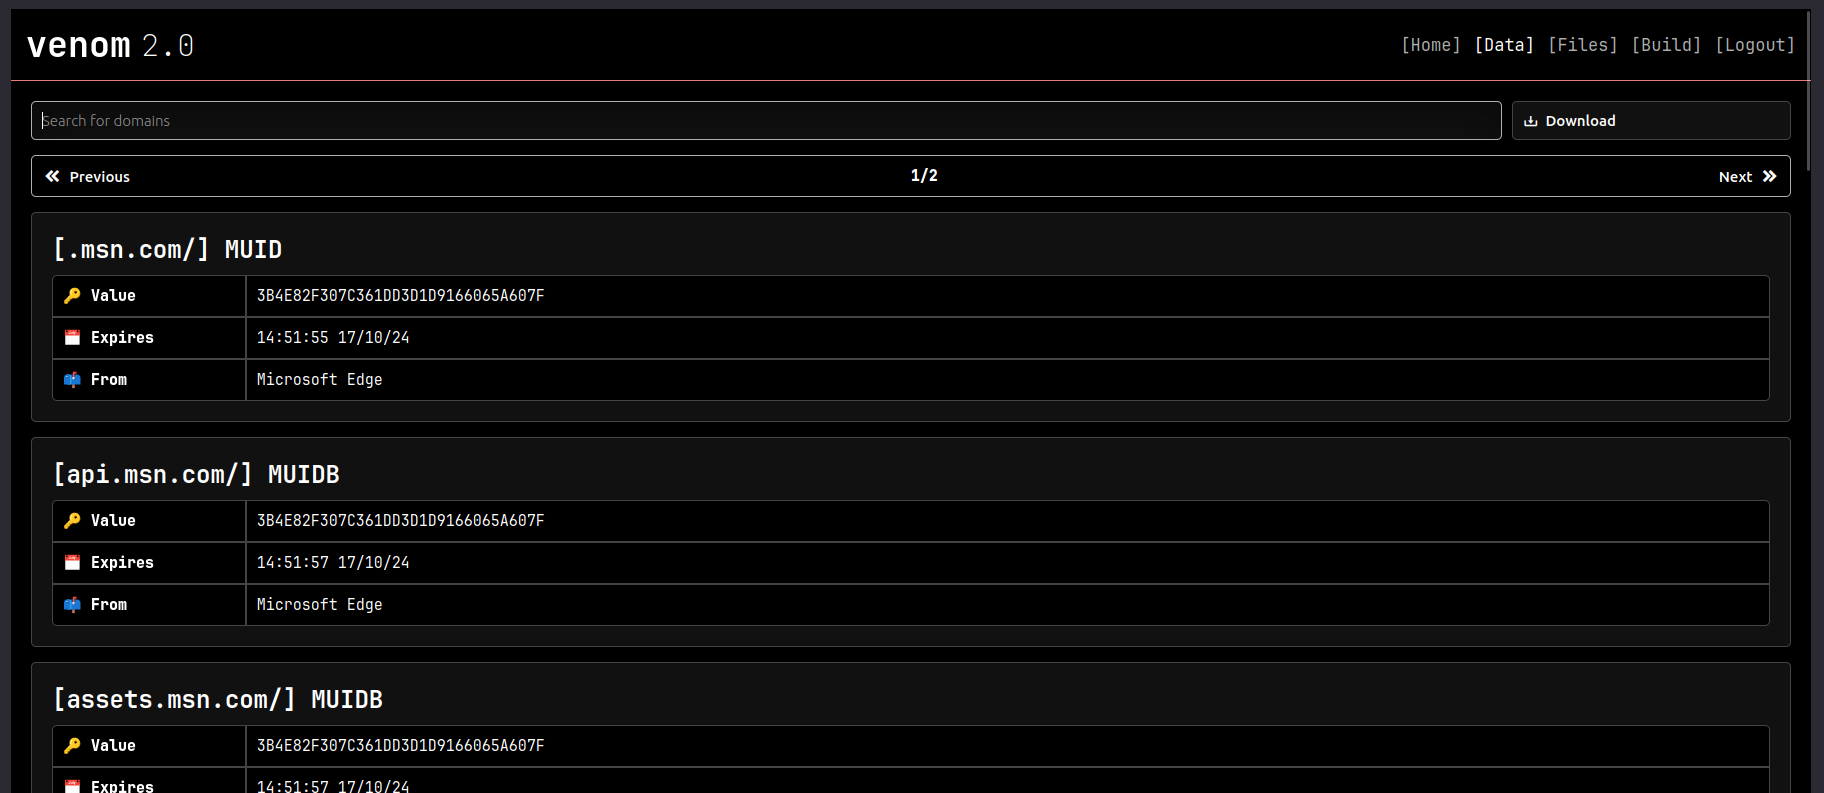 venom 2.0
[Home] [Data] [Files] [Build] [Logout]
Search for domains
Download
Previous
1/2
Next
[.msn.com/] MUID
Value 3B4E82F307C361DD3D1D9166065A607F
Expires 14:51:55 17/10/24
From Microsoft Edge
[api.msn.com/] MUIDB
Value 3B4E82F307C361DD3D1D9166065A607F
Expires 14:51:57 17/10/24
From Microsoft Edge
[assets.msn.com/] MUIDB
Value 3B4E82F307C361DD3D1D9166065A607F
Expires 14:51:57 17/10/24